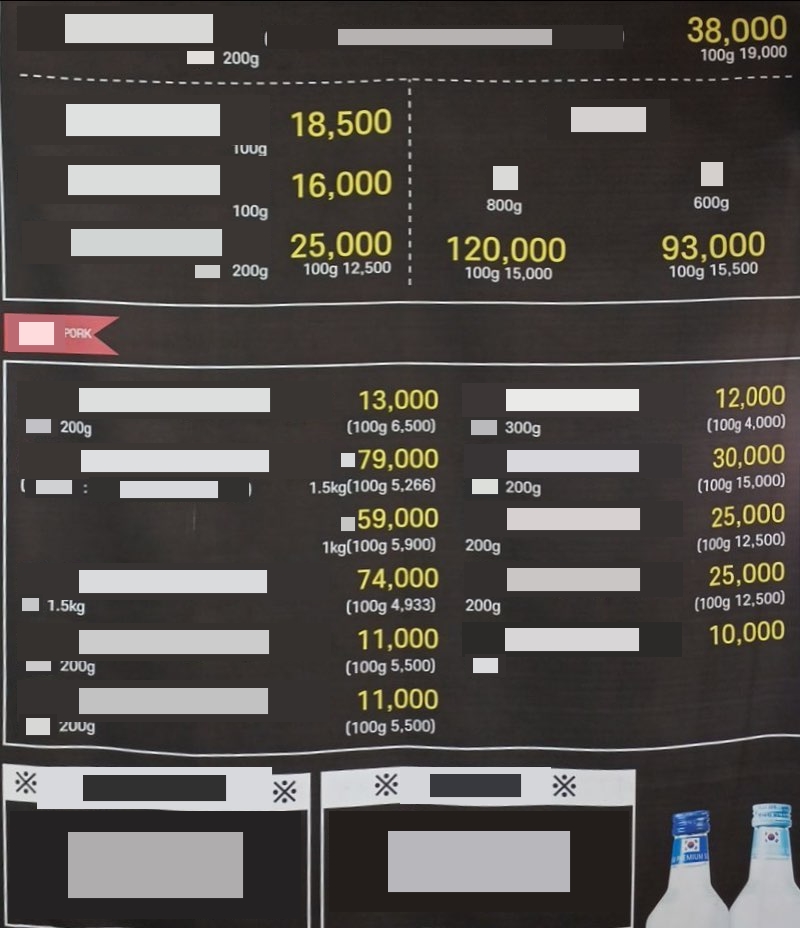 38,000
200g
100g 19,000
18,500
100g
16,000
100g
25,000
200g
100g 12,500
800g
600g
120,000
93,000
100g 15,000
100g 15,500
PORK
13,000
200g
(100g 6,500)
79,000
1.5kg(100g 5,266)
59,000
1kg(100g 5,900)
74,000
1.5kg
(100g 4,933)
11,000
200g
(100g 5,500)
11,000
200g
(100g 5,500)
12,000
300g
(100g 4,000)
30,000
200g
(100g 15,000)
25,000
200g
(100g 12,500)
25,000
200g
(100g 12,500)
10,000
※ ※
※ ※
PREMIUM